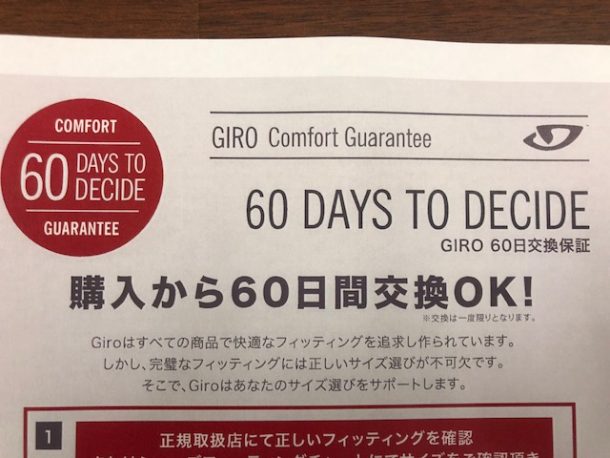 COMFORT
60 DAYS TO
DECIDE
GUARANTEE
GIRO Comfort Guarantee
60 DAYS TO DECIDE
GIRO 60日交換保証
購入から60日間交換OK!
※交換は一度限りとなります。
Giroはすべての商品で快適なフィッティングを追求し作られています。
しかし、完璧なフィッティングには正しいサイズ選びが不可欠です。
そこで、Giroはあなたのサイズ選びをサポートします。
1
正規取扱店にて正しいフィッティングを確認